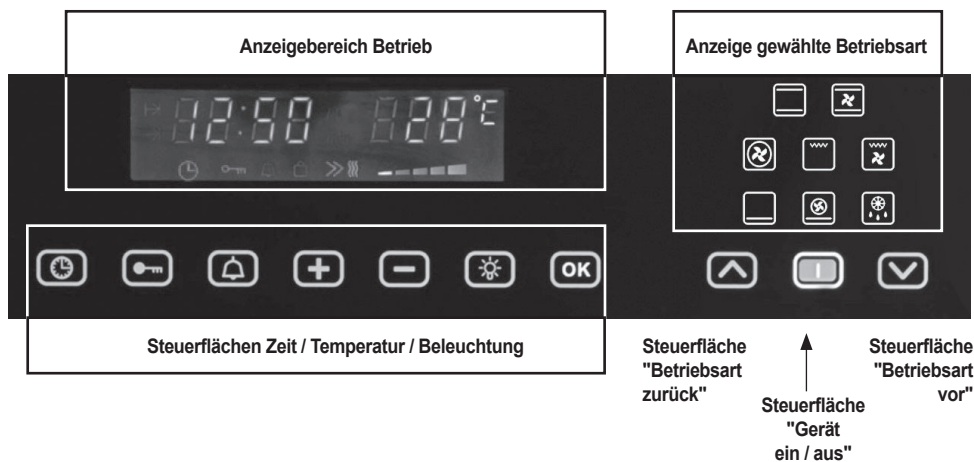 Anzeigebereich Betrieb
Anzeige gewählte Betriebsart
12:50 28°C
OK
Steuerflächen Zeit / Temperatur / Beleuchtung
Steuerfläche
"Betriebsart
zurück"
Steuerfläche
"Gerät
ein / aus"
Steuerfläche
"Betriebsart
vor"